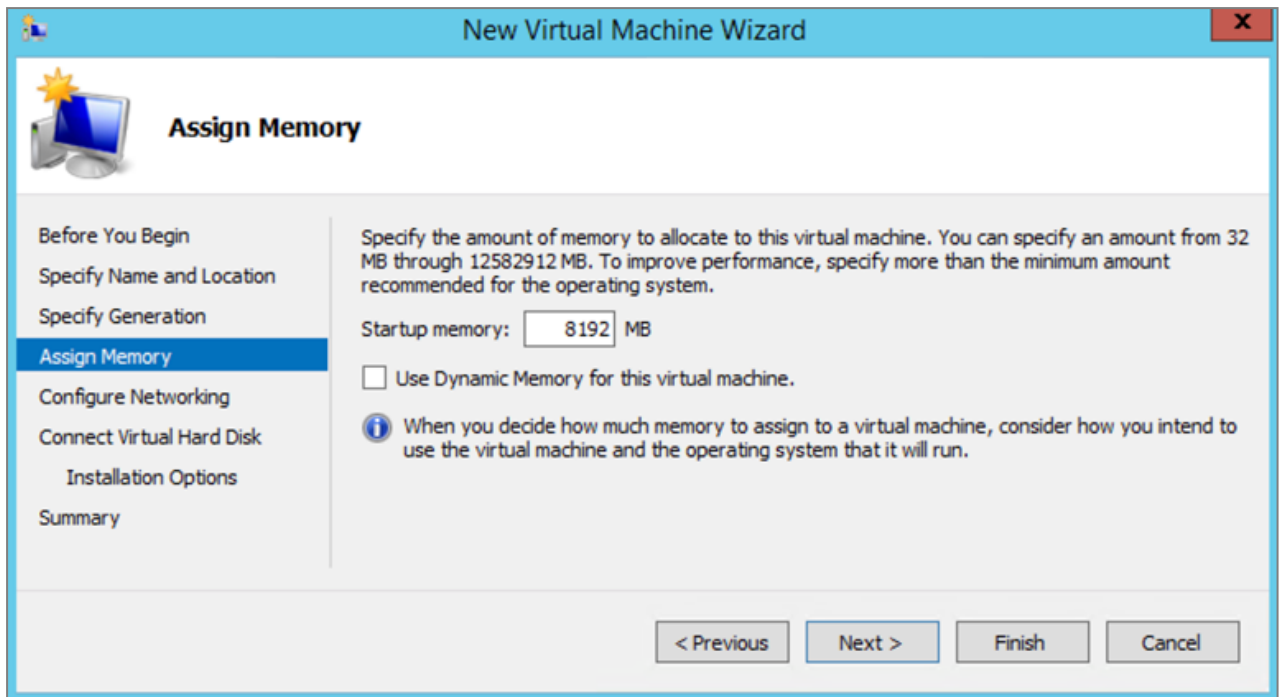 New Virtual Machine Wizard
x
Assign Memory
Before You Begin
Specify Name and Location
Specify Generation
Assign Memory
Configure Networking
Connect Virtual Hard Disk
Installation Options
Summary
Specify the amount of memory to allocate to this virtual machine. You can specify an amount from 32
MB through 12582912 MB. To improve performance, specify more than the minimum amount
recommended for the operating system.
Startup memory: 8192 MB
Use Dynamic Memory for this virtual machine.
When you decide how much memory to assign to a virtual machine, consider how you intend to
use the virtual machine and the operating system that it will run.
< Previous Next > Finish Cancel